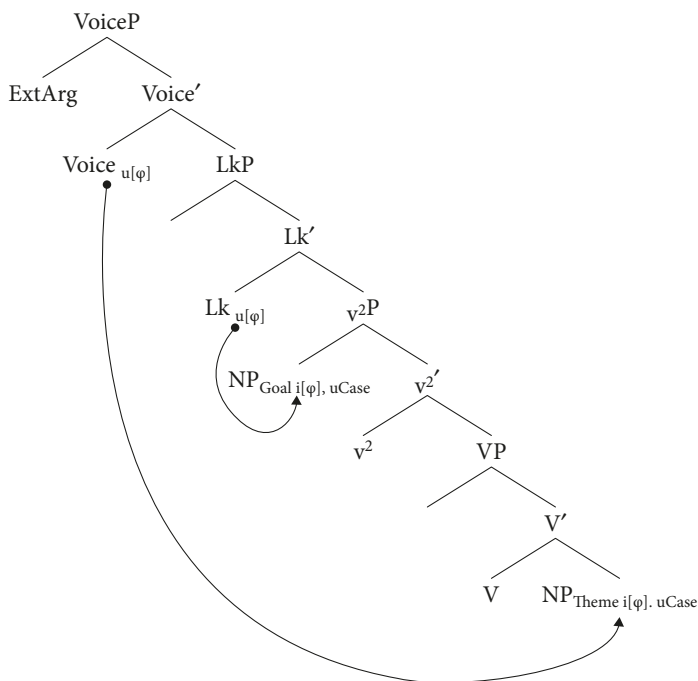 VoiceP
ExtArg Voice′
Voice u[φ] LkP
Lk′
Lk u[φ] v²P
NP Goal i[φ], uCase v²′
v² VP
V′
V NP Theme i[φ]. uCase